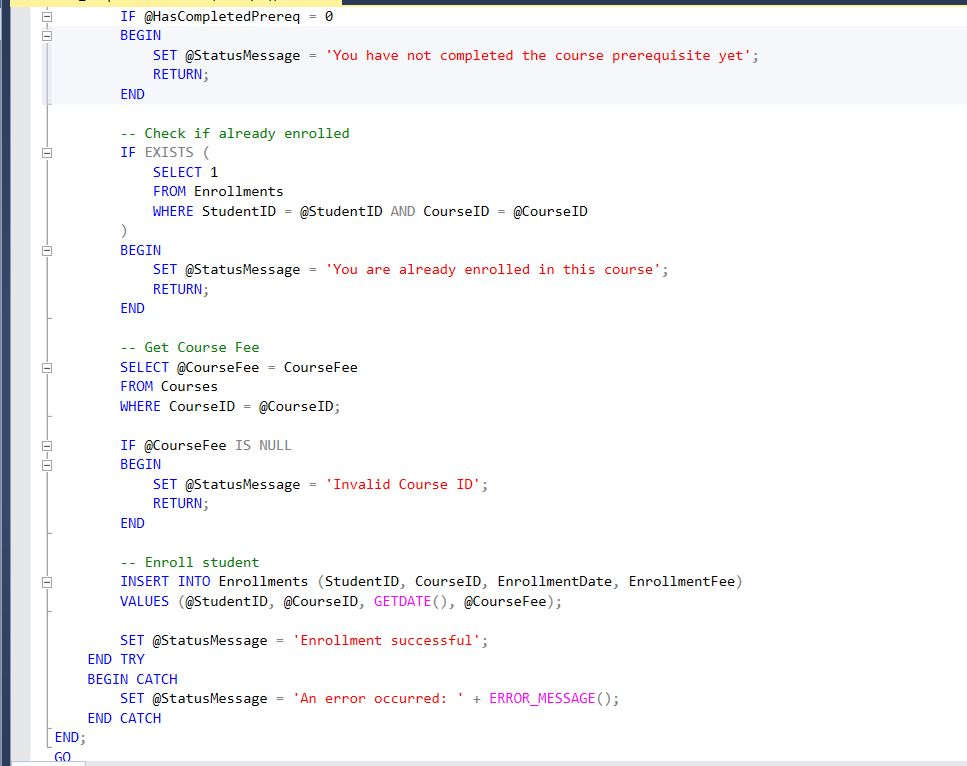 IF @HasCompletedPrereq = 0
BEGIN
SET @StatusMessage = 'You have not completed the course prerequisite yet';
RETURN;
END
-- Check if already enrolled
IF EXISTS (
SELECT 1
FROM Enrollments
WHERE StudentID = @StudentID AND CourseID = @CourseID
)
BEGIN
SET @StatusMessage = 'You are already enrolled in this course';
RETURN;
END
-- Get Course Fee
SELECT @CourseFee = CourseFee
FROM Courses
WHERE CourseID = @CourseID;
IF @CourseFee IS NULL
BEGIN
SET @StatusMessage = 'Invalid Course ID';
RETURN;
END
-- Enroll student
INSERT INTO Enrollments (StudentID, CourseID, EnrollmentDate, EnrollmentFee)
VALUES (@StudentID, @CourseID, GETDATE(), @CourseFee);
SET @StatusMessage = 'Enrollment successful';
END TRY
BEGIN CATCH
SET @StatusMessage = 'An error occurred: ' + ERROR_MESSAGE();
END CATCH
END;
GO